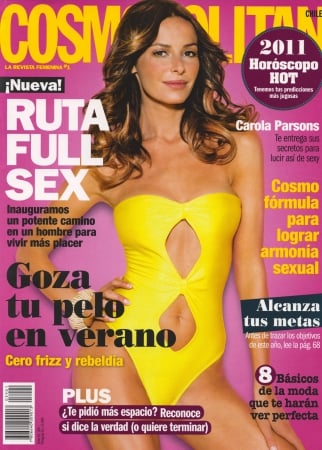 COSMOPOLITAN
CHILE
LA REVISTA FEMENINA #1
2011
Horóscopo
HOT
Tenemos tus predicciones
más jugosas
¡Nueva!
RUTA
FULL
SEX
Inauguramos
un potente camino
en un hombre para
vivir más placer
Carola Parsons
Te entrega sus
secretos para
lucir así de sexy
Cosmo
fórmula
para
lograr
armonía
sexual
Goza
tu pelo
en verano
Cero frizz y rebeldía
Alcanza
tus metas
Antes de trazar los objetivos
de este año, lee la pág. 68
8 Básicos
de la moda
que te harán
ver perfecta
PLUS
¿Te pidió más espacio? Reconoce
si dice la verdad (o quiere terminar)